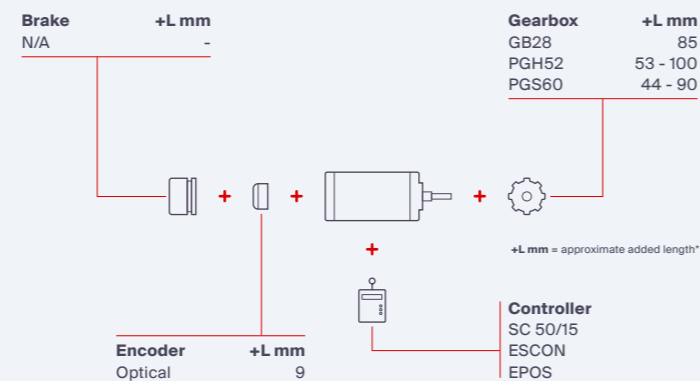 Brake +L mm
N/A -
Gearbox +L mm
GB28 85
PGH52 53 - 100
PGS60 44 - 90
+ + +
+L mm = approximate added length*
+
Controller
SC 50/15
ESCON
EPOS
Encoder +L mm
Optical 9